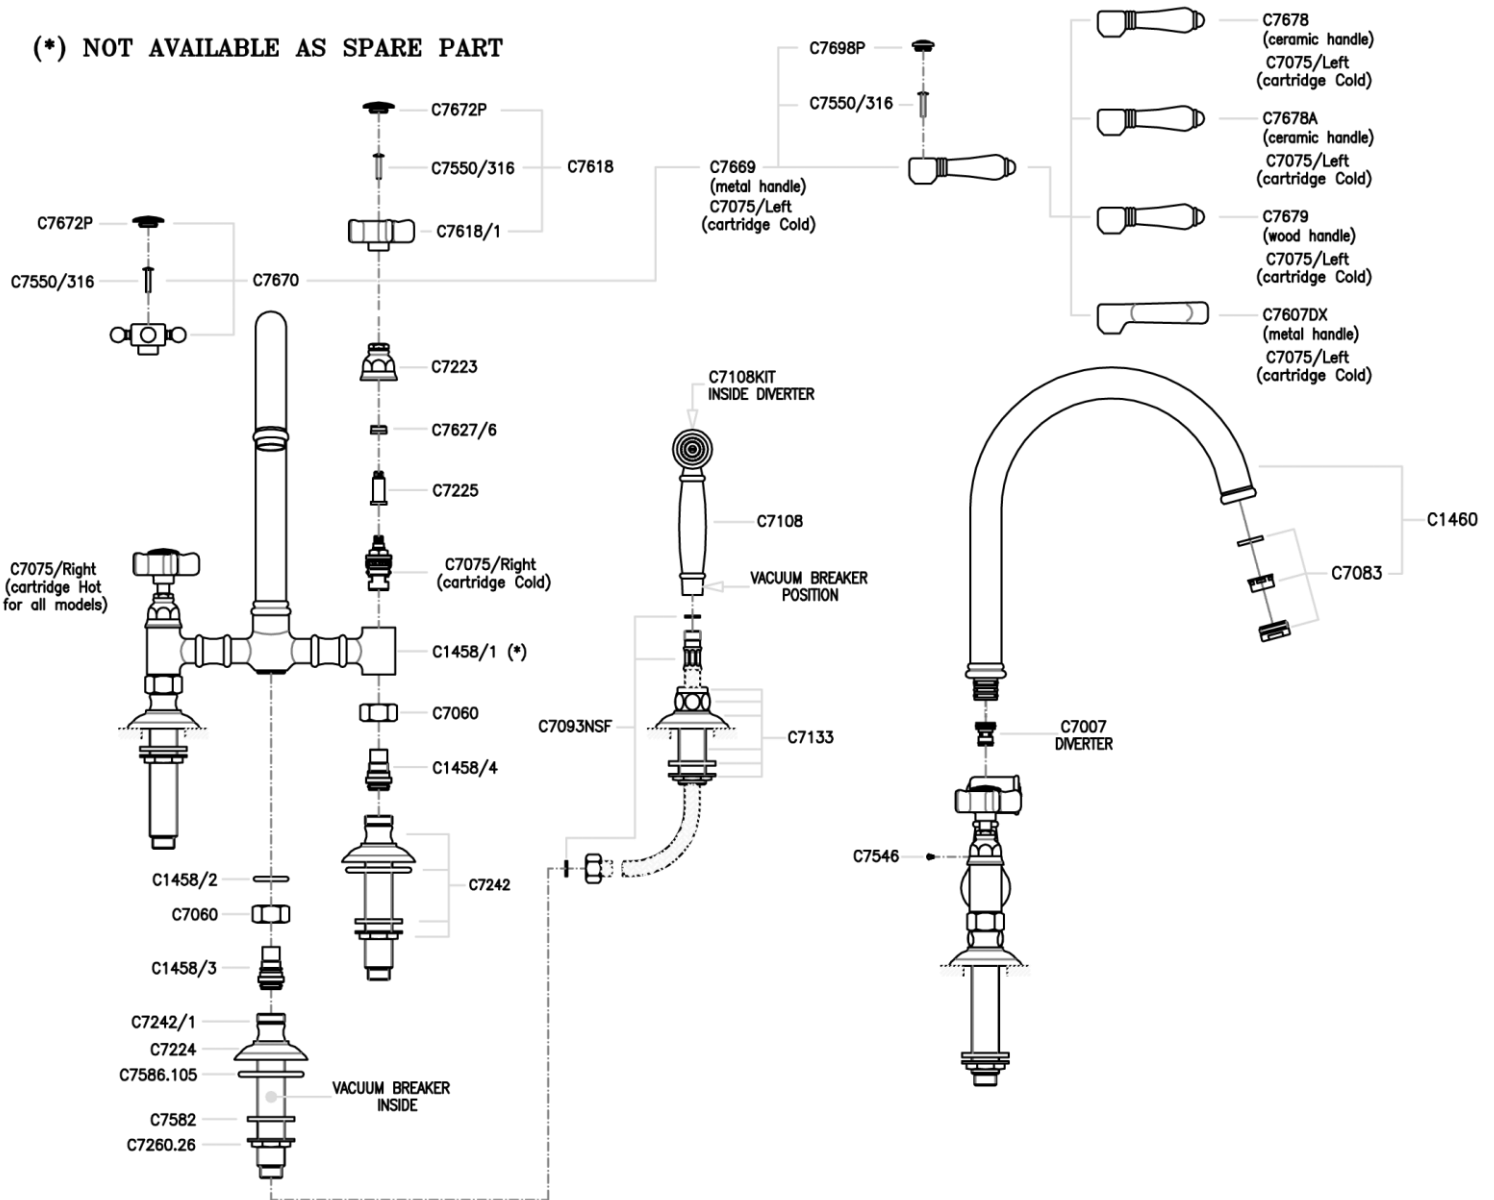 (*) NOT AVAILABLE AS SPARE PART
C7672P
C7550/316
C7618
C7618/1
C7672P
C7550/316
C7670
C7669
(metal handle)
C7075/Left
(cartridge Cold)
C7698P
C7550/316
C7678
(ceramic handle)
C7075/Left
(cartridge Cold)
C7678A
(ceramic handle)
C7075/Left
(cartridge Cold)
C7679
(wood handle)
C7075/Left
(cartridge Cold)
C7607DX
(metal handle)
C7075/Left
(cartridge Cold)
C7223
C7627/6
C7225
C7075/Right
(cartridge Cold)
C7075/Right
(cartridge Hot
for all models)
C1458/1 (*)
C7060
C1458/4
C7242
C1458/2
C7060
C1458/3
C7242/1
C7224
C7586.105
VACUUM BREAKER
INSIDE
C7582
C7260.26
C7108KIT
INSIDE DIVERTER
C7108
VACUUM BREAKER
POSITION
C7093NSF
C7133
C1460
C7083
C7007
DIVERTER
C7546